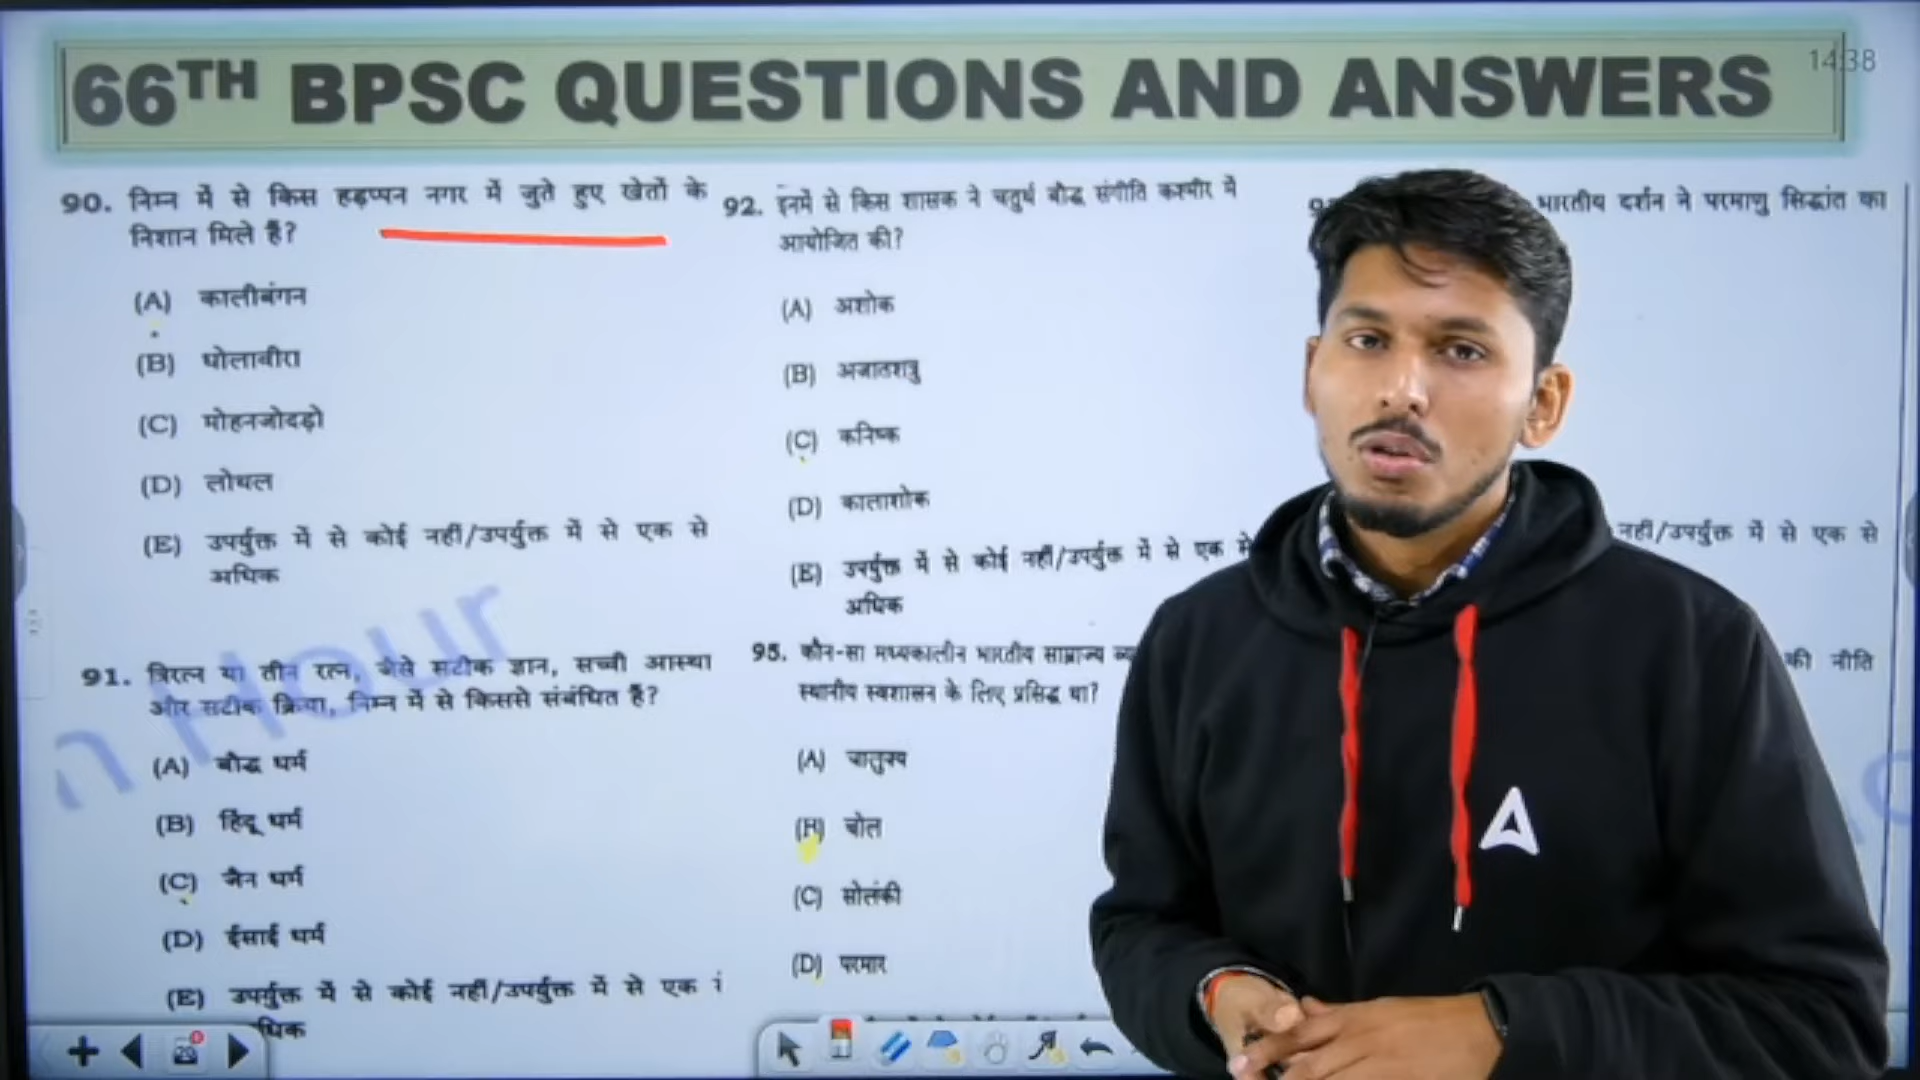 66TH BPSC QUESTIONS AND ANSWERS
14:38
90. निम्न में से किस हड़प्पन नगर में जुते हुए खेतों के
निशान मिले हैं?
(A) कालीबंगन
(B) धोलावीरा
(C) मोहनजोदड़ो
(D) लोथल
(E) उपर्युक्त में से कोई नहीं/उपर्युक्त में से एक से
अधिक
91. त्रिरत्न या तीन रत्न, जैसे सटीक ज्ञान, सच्ची आस्था
और सटीक क्रिया, निम्न में से किससे संबंधित हैं?
(A) बौद्ध धर्म
(B) हिंदू धर्म
(C) जैन धर्म
(D) ईसाई धर्म
(E) उपर्युक्त में से कोई नहीं/उपर्युक्त में से एक
धिक
92. इनमें से किस शासक ने चतुर्थ बौद्ध संगीति कश्मीर में
आयोजित की?
(A) अशोक
(B) अजातशत्रु
(C) कनिष्क
(D) कालाशोक
(E) उपर्युक्त में से कोई नहीं/उपर्युक्त में से एक से
अधिक
95. कौन-सा मध्यकालीन भारतीय साम्राज्य
स्थानीय स्वशासन के लिए प्रसिद्ध था?
(A) चालुक्य
(B) चोल
(C) सोलंकी
(D) परमार
भारतीय दर्शन ने परमाणु सिद्धांत का
नहीं/उपर्युक्त में से एक से
की नीति
n Hour
29